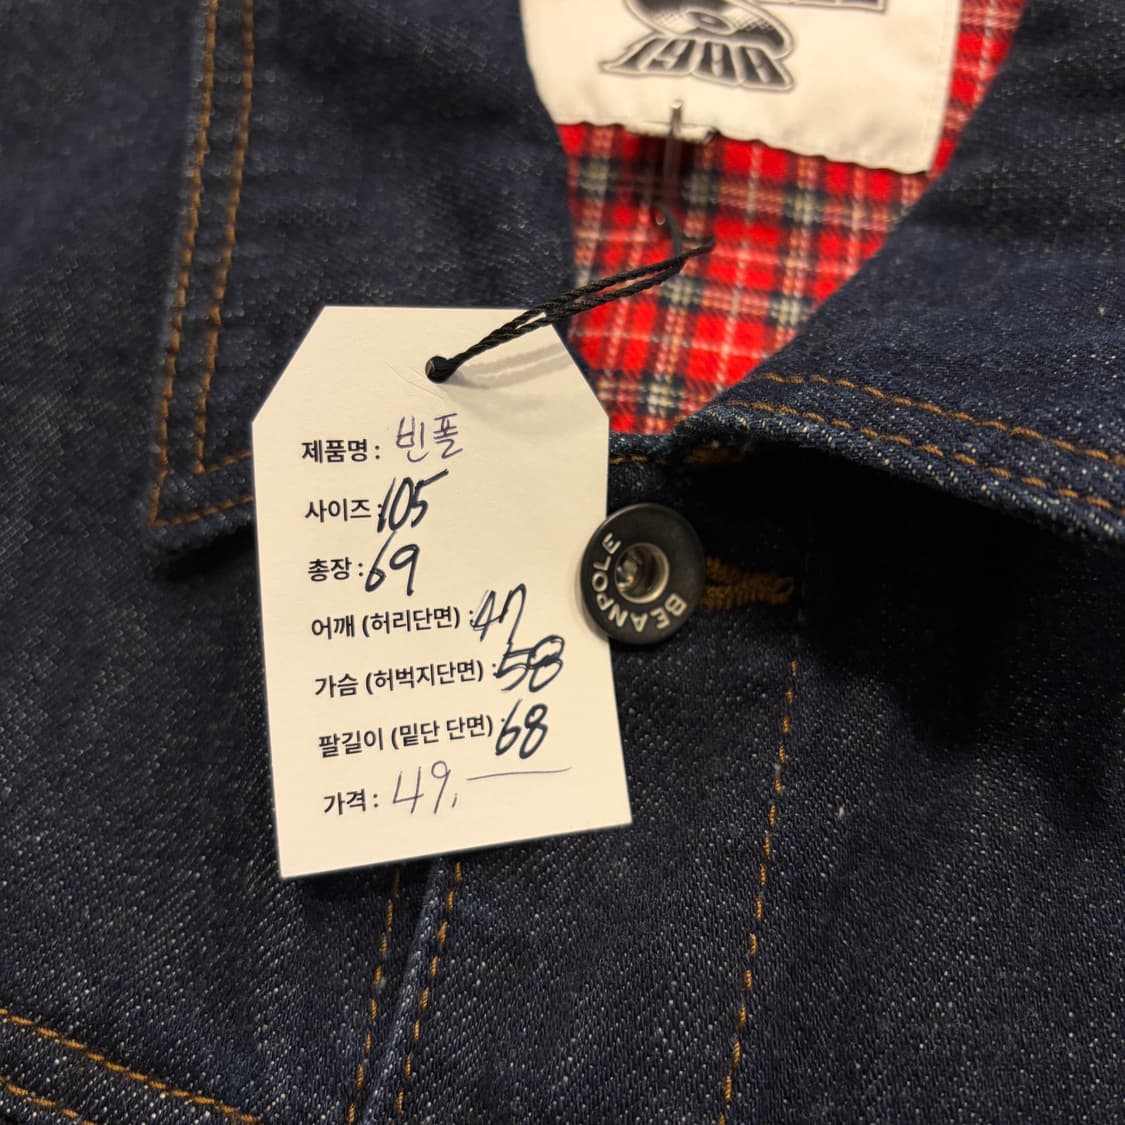 1988
제품명 : 빈폴
사이즈 : 105
총장 : 69
어깨 (허리단면) : 47
가슴 (허벅지단면) : 58
팔길이 (밑단 단면) : 68
가격 : 49,
BEANPOLE